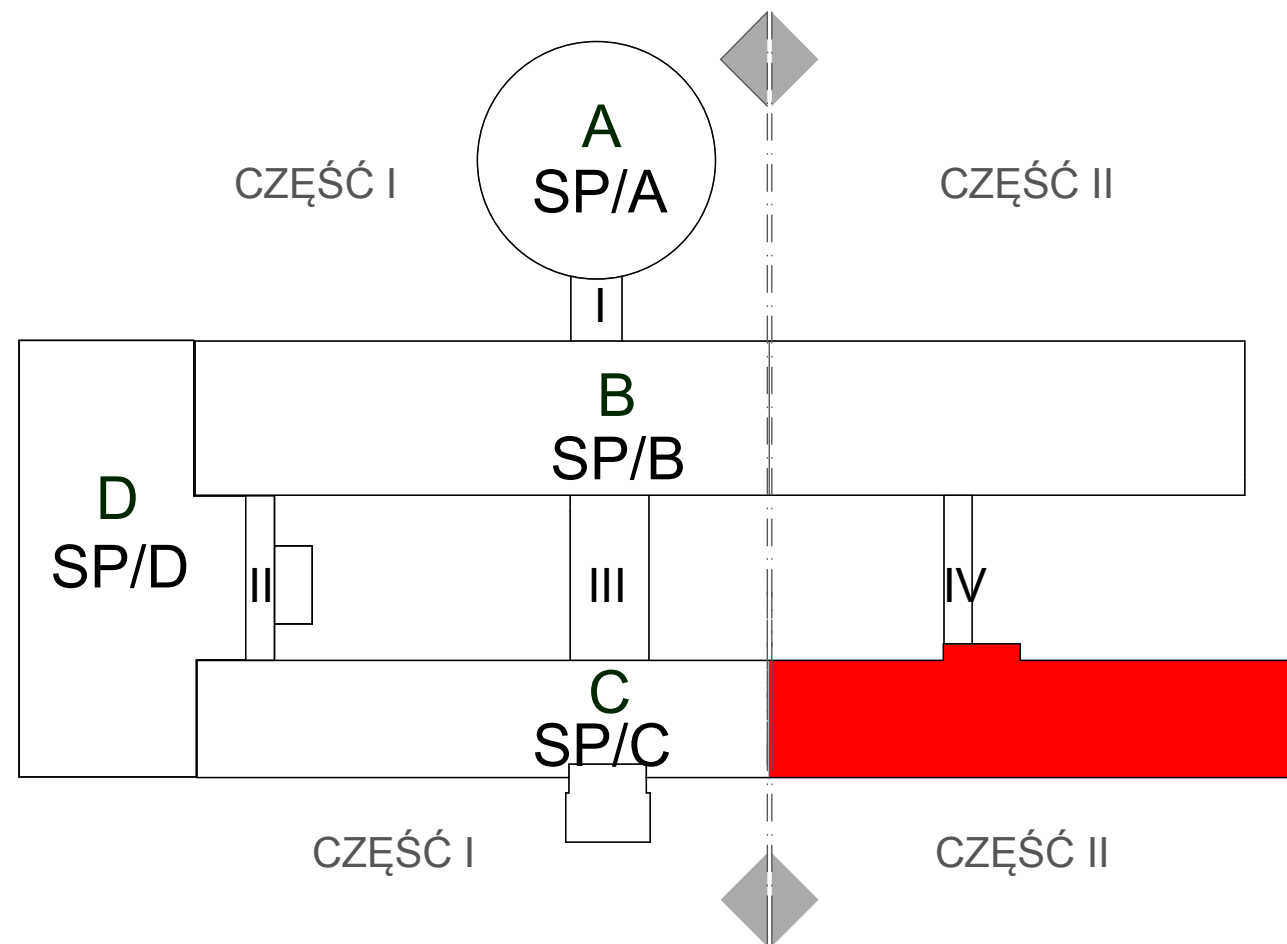 A
SP/A
CZĘŚĆ I
CZĘŚĆ II
I
B
SP/B
D
SP/D
II
III
IV
C
SP/C
CZĘŚĆ I
CZĘŚĆ II